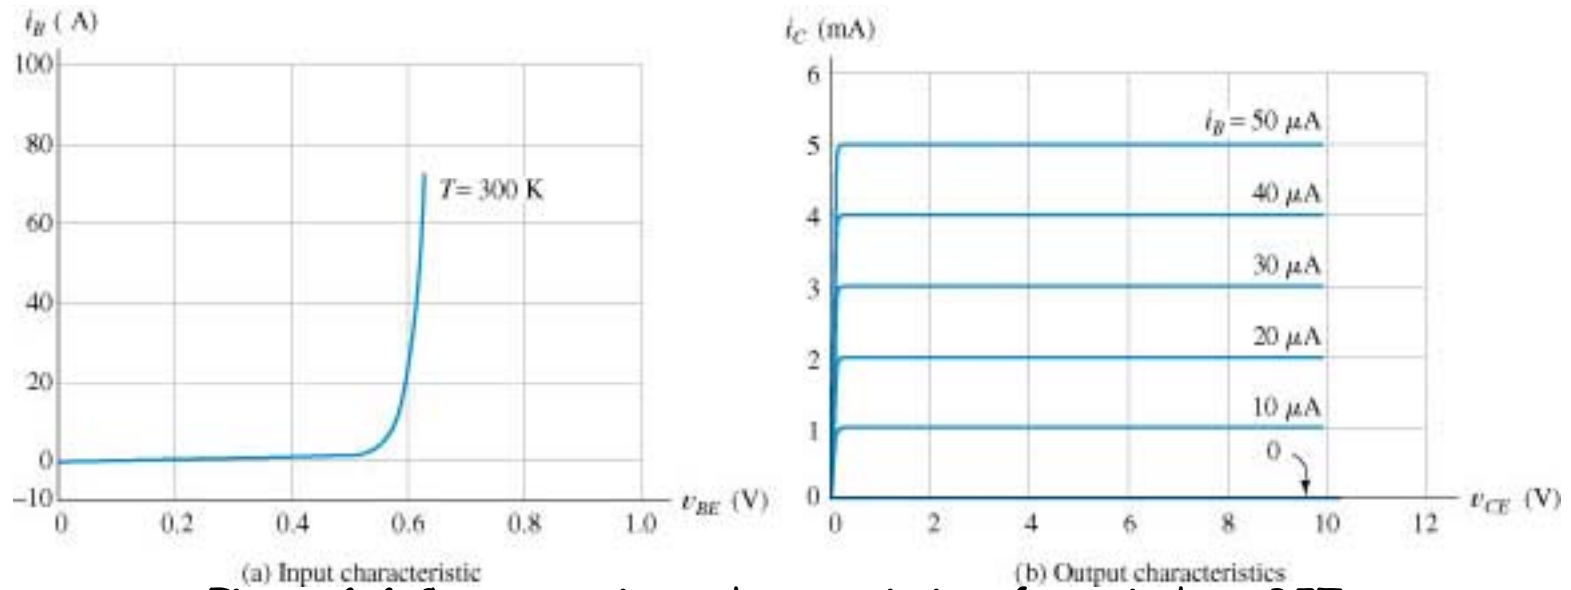 i_B ( A)
100
80
60
40
20
0
−10
T= 300 K
0 0.2 0.4 0.6 0.8 1.0
v_BE (V)
(a) Input characteristic
i_C (mA)
6
5
4
3
2
1
0
i_B = 50 μA
40 μA
30 μA
20 μA
10 μA
0
0 2 4 6 8 10 12
v_CE (V)
(b) Output characteristics